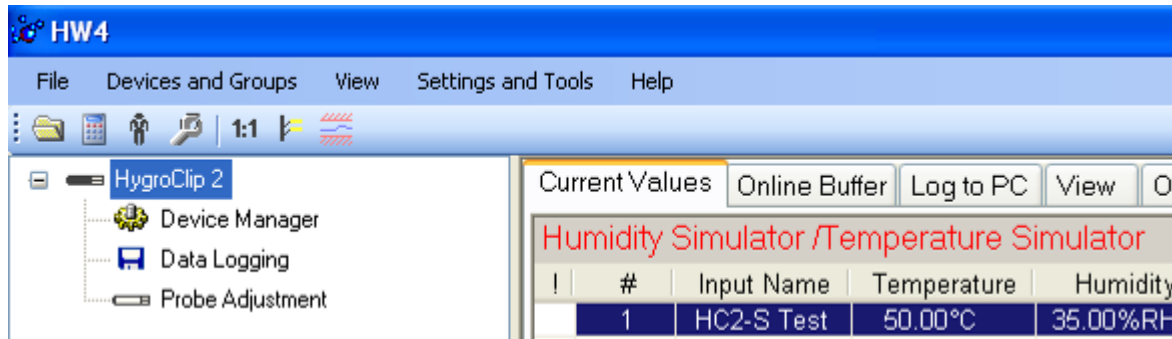 HW4
File Devices and Groups View Settings and Tools Help
1:1
HygroClip 2
Device Manager
Data Logging
Probe Adjustment
Current Values Online Buffer Log to PC View O
Humidity Simulator /Temperature Simulator
! # Input Name Temperature Humidity
1 HC2-S Test 50.00°C 35.00%RH